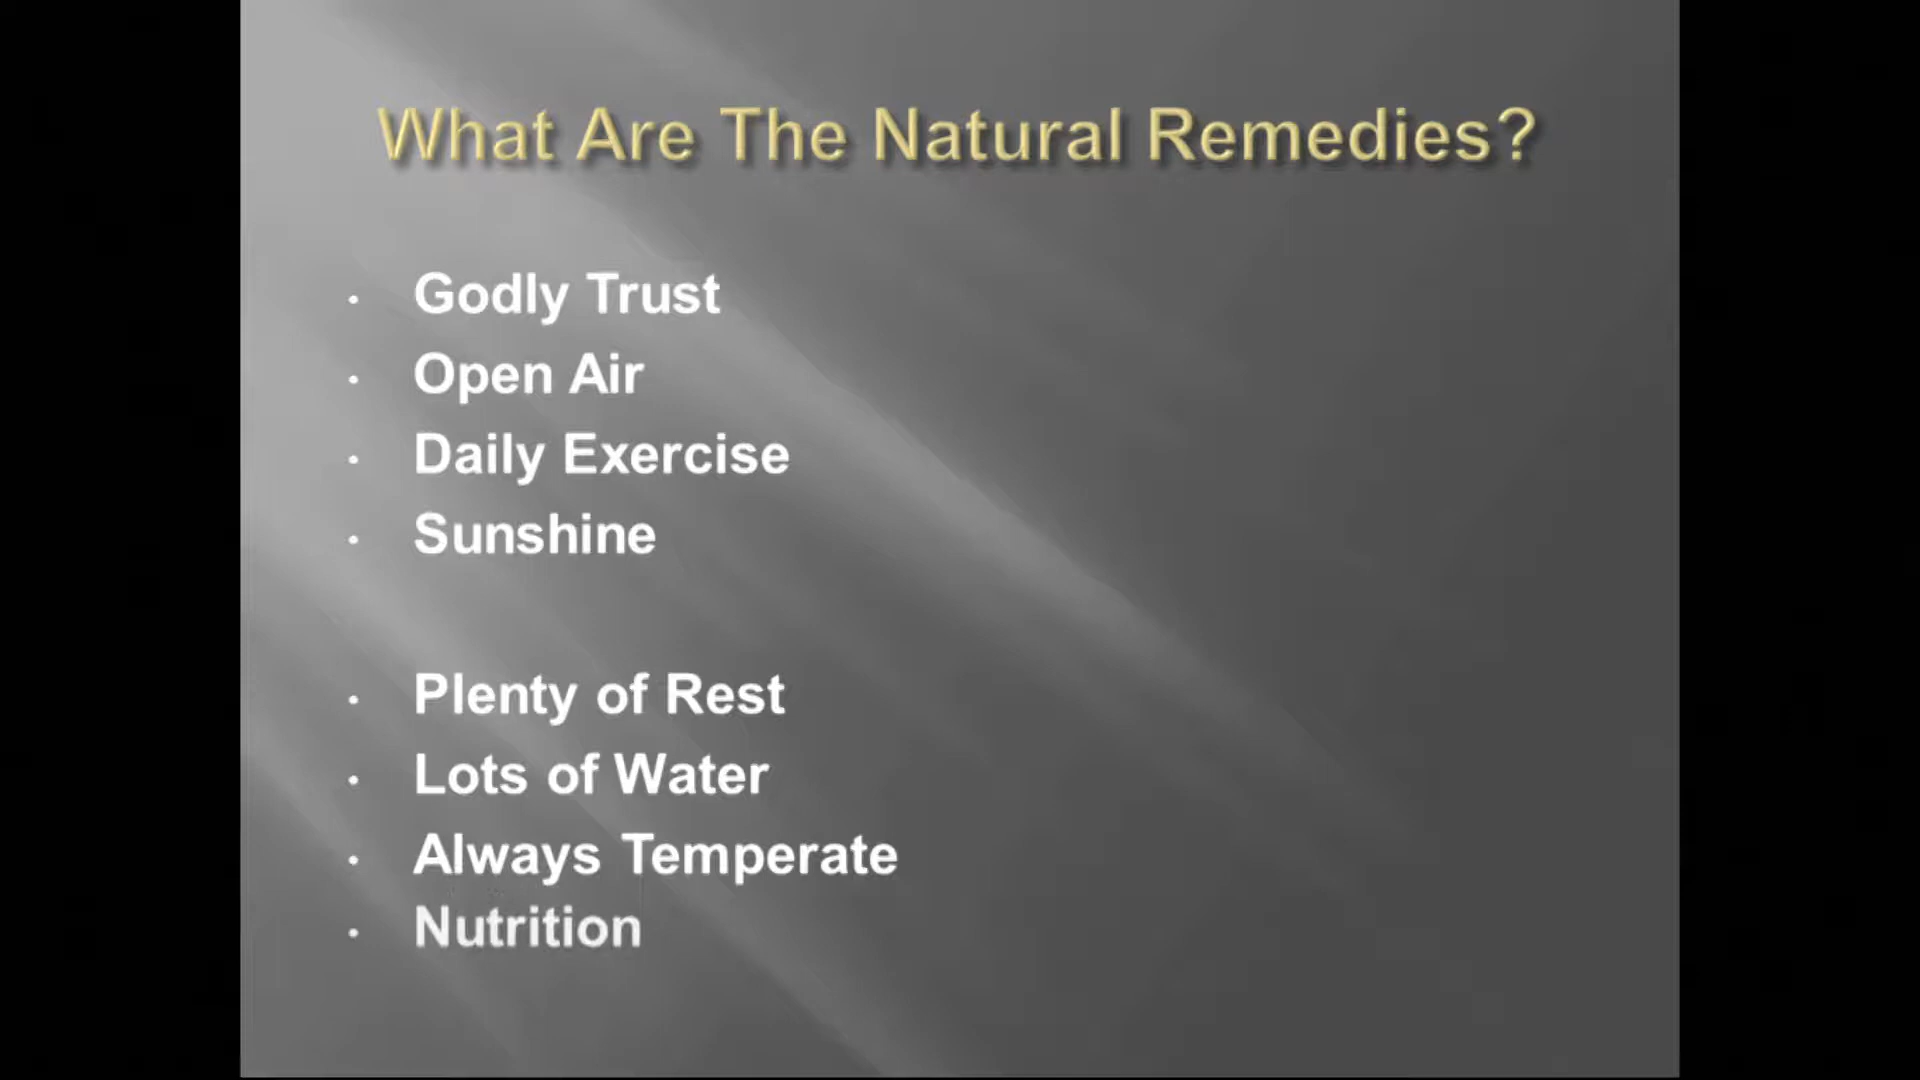 What Are The Natural Remedies?
• Godly Trust
• Open Air
• Daily Exercise
• Sunshine
• Plenty of Rest
• Lots of Water
• Always Temperate
• Nutrition